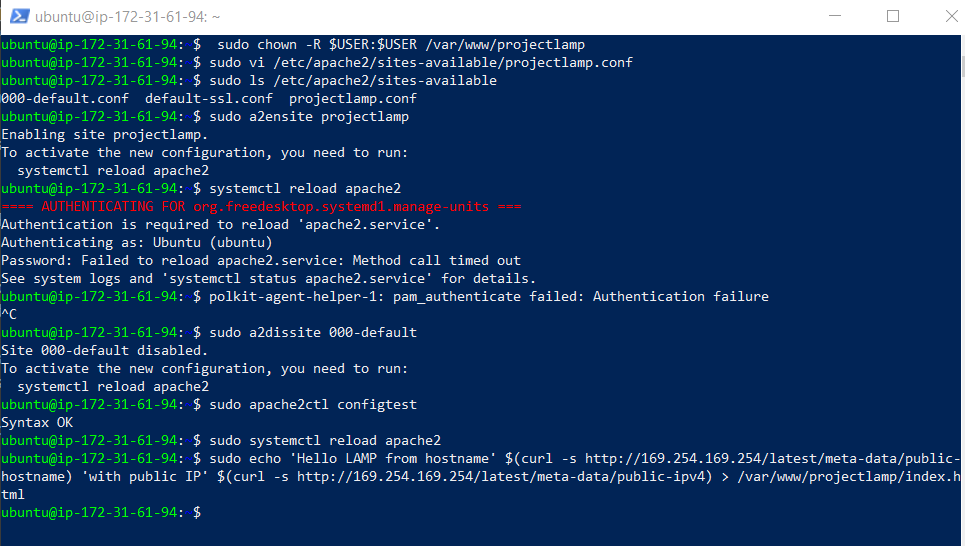 ubuntu@ip-172-31-61-94: ~
ubuntu@ip-172-31-61-94: $  sudo chown -R $USER:$USER /var/www/projectlamp
ubuntu@ip-172-31-61-94: $ sudo vi /etc/apache2/sites-available/projectlamp.conf
ubuntu@ip-172-31-61-94: $ sudo ls /etc/apache2/sites-available
000-default.conf  default-ssl.conf  projectlamp.conf
ubuntu@ip-172-31-61-94: $ sudo a2ensite projectlamp
Enabling site projectlamp.
To activate the new configuration, you need to run:
  systemctl reload apache2
ubuntu@ip-172-31-61-94: $ systemctl reload apache2
==== AUTHENTICATING FOR org.freedesktop.systemd1.manage-units ===
Authentication is required to reload 'apache2.service'.
Authenticating as: Ubuntu (ubuntu)
Password: Failed to reload apache2.service: Method call timed out
See system logs and 'systemctl status apache2.service' for details.
ubuntu@ip-172-31-61-94: $ polkit-agent-helper-1: pam_authenticate failed: Authentication failure
^C
ubuntu@ip-172-31-61-94: $ sudo a2dissite 000-default
Site 000-default disabled.
To activate the new configuration, you need to run:
  systemctl reload apache2
ubuntu@ip-172-31-61-94: $ sudo apache2ctl configtest
Syntax OK
ubuntu@ip-172-31-61-94: $ sudo systemctl reload apache2
ubuntu@ip-172-31-61-94: $ sudo echo 'Hello LAMP from hostname' $(curl -s http://169.254.169.254/latest/meta-data/public-
hostname) 'with public IP' $(curl -s http://169.254.169.254/latest/meta-data/public-ipv4) > /var/www/projectlamp/index.h
tml
ubuntu@ip-172-31-61-94: $